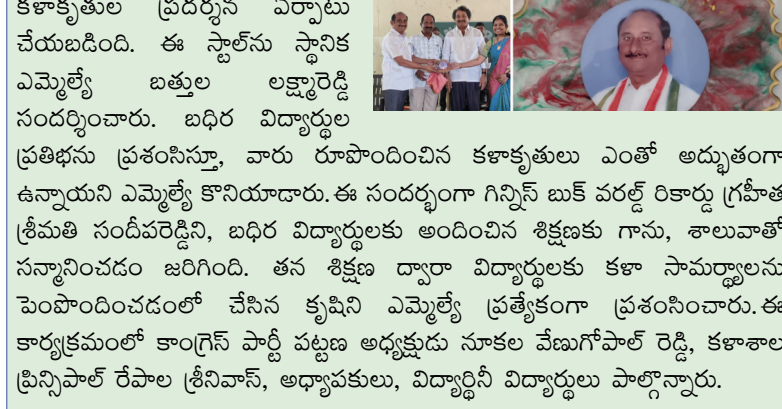 కళాకృతుల ప్రదర్శన ఏర్పాటు
చేయబడింది. ఈ స్టాల్‌ను స్థానిక
ఎమ్మెల్యే బత్తుల లక్ష్మారెడ్డి
సందర్శించారు. బధిర విద్యార్థుల
ప్రతిభను ప్రశంసిస్తూ, వారు రూపొందించిన కళాకృతులు ఎంతో అద్భుతంగా
ఉన్నాయని ఎమ్మెల్యే కొనియాడారు.ఈ సందర్భంగా గిన్నిస్ బుక్ వరల్డ్ రికార్డు గ్రహీత
శ్రీమతి సందీపరెడ్డిని, బధిర విద్యార్థులకు అందించిన శిక్షణకు గాను, శాలువాతో
సన్మానించడం జరిగింది. తన శిక్షణ ద్వారా విద్యార్థులకు కళా సామర్థ్యాలను
పెంపొందించడంలో చేసిన కృషిని ఎమ్మెల్యే ప్రత్యేకంగా ప్రశంసించారు.ఈ
కార్యక్రమంలో కాంగ్రెస్ పార్టీ పట్టణ అధ్యక్షుడు నూకల వేణుగోపాల్ రెడ్డి, కళాశాల
ప్రిన్సిపాల్ రేపాల శ్రీనివాస్, అధ్యాపకులు, విద్యార్థినీ విద్యార్థులు పాల్గొన్నారు.